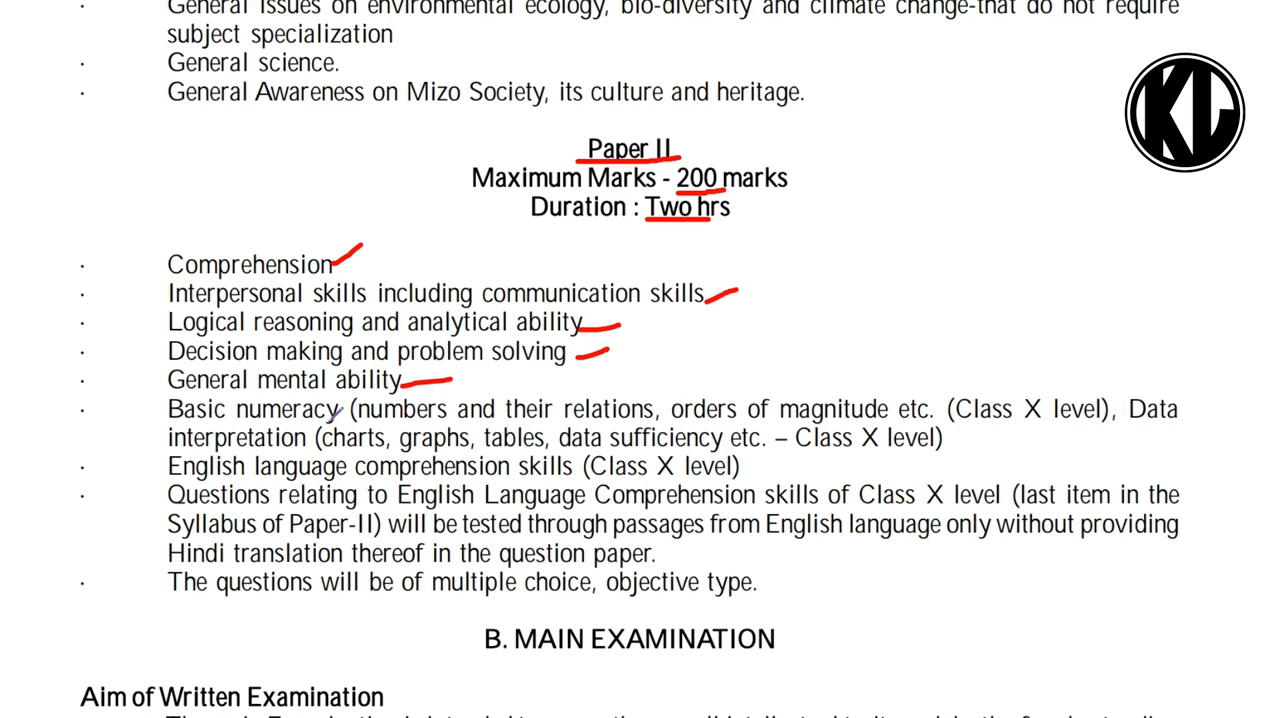 General issues on environmental ecology, bio-diversity and climate change-that do not require
subject specialization
· General science.
· General Awareness on Mizo Society, its culture and heritage.
KL
Paper II
Maximum Marks - 200 marks
Duration : Two hrs
· Comprehension
· Interpersonal skills including communication skills
· Logical reasoning and analytical ability
· Decision making and problem solving
· General mental ability
· Basic numeracy (numbers and their relations, orders of magnitude etc. (Class X level), Data
interpretation (charts, graphs, tables, data sufficiency etc. – Class X level)
· English language comprehension skills (Class X level)
· Questions relating to English Language Comprehension skills of Class X level (last item in the
Syllabus of Paper-II) will be tested through passages from English language only without providing
Hindi translation thereof in the question paper.
· The questions will be of multiple choice, objective type.
B. MAIN EXAMINATION
Aim of Written Examination